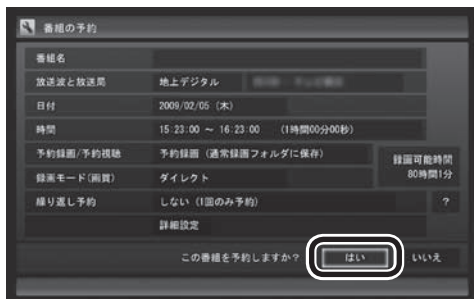 番組の予約
番組名
放送波と放送局 地上デジタル
日付 2009/02/05 (木)
時間 15:23:00 ～ 16:23:00 (1時間00分00秒)
予約録画/予約視聴 予約録画 (通常録画フォルダに保存)
録画可能時間
80時間1分
録画モード(画質) ダイレクト
繰り返し予約 しない (1回のみ予約) ?
詳細設定
この番組を予約しますか? はい いいえ